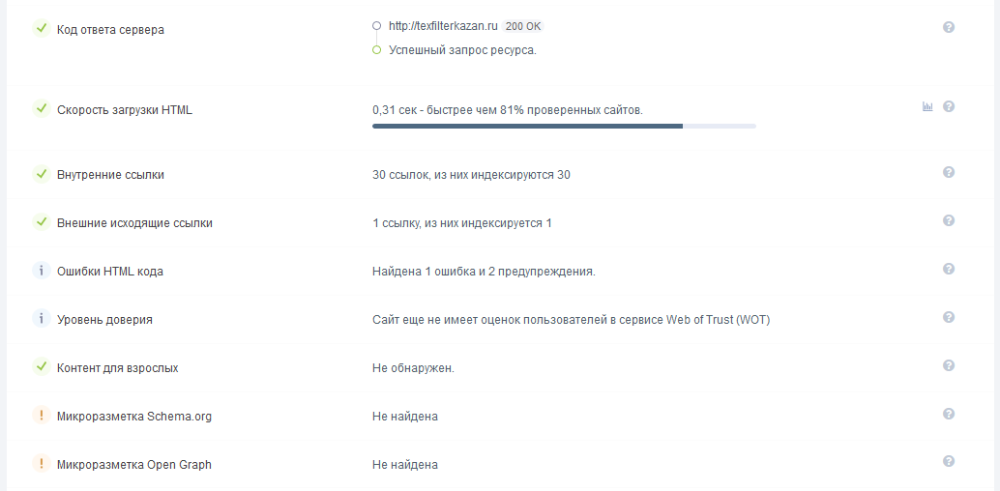 Код ответа сервера
http://texfilterkazan.ru 200 OK
Успешный запрос ресурса.
Скорость загрузки HTML
0,31 сек - быстрее чем 81% проверенных сайтов.
Внутренние ссылки
30 ссылок, из них индексируются 30
Внешние исходящие ссылки
1 ссылку, из них индексируется 1
Ошибки HTML кода
Найдена 1 ошибка и 2 предупреждения.
Уровень доверия
Сайт еще не имеет оценок пользователей в сервисе Web of Trust (WOT)
Контент для взрослых
Не обнаружен.
Микроразметка Schema.org
Не найдена
Микроразметка Open Graph
Не найдена